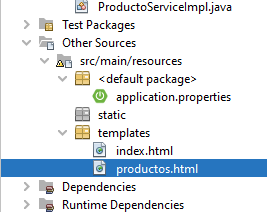 ProductoServiceImpl.java
Test Packages
Other Sources
src/main/resources
<default package>
application.properties
static
templates
index.html
productos.html
Dependencies
Runtime Dependencies